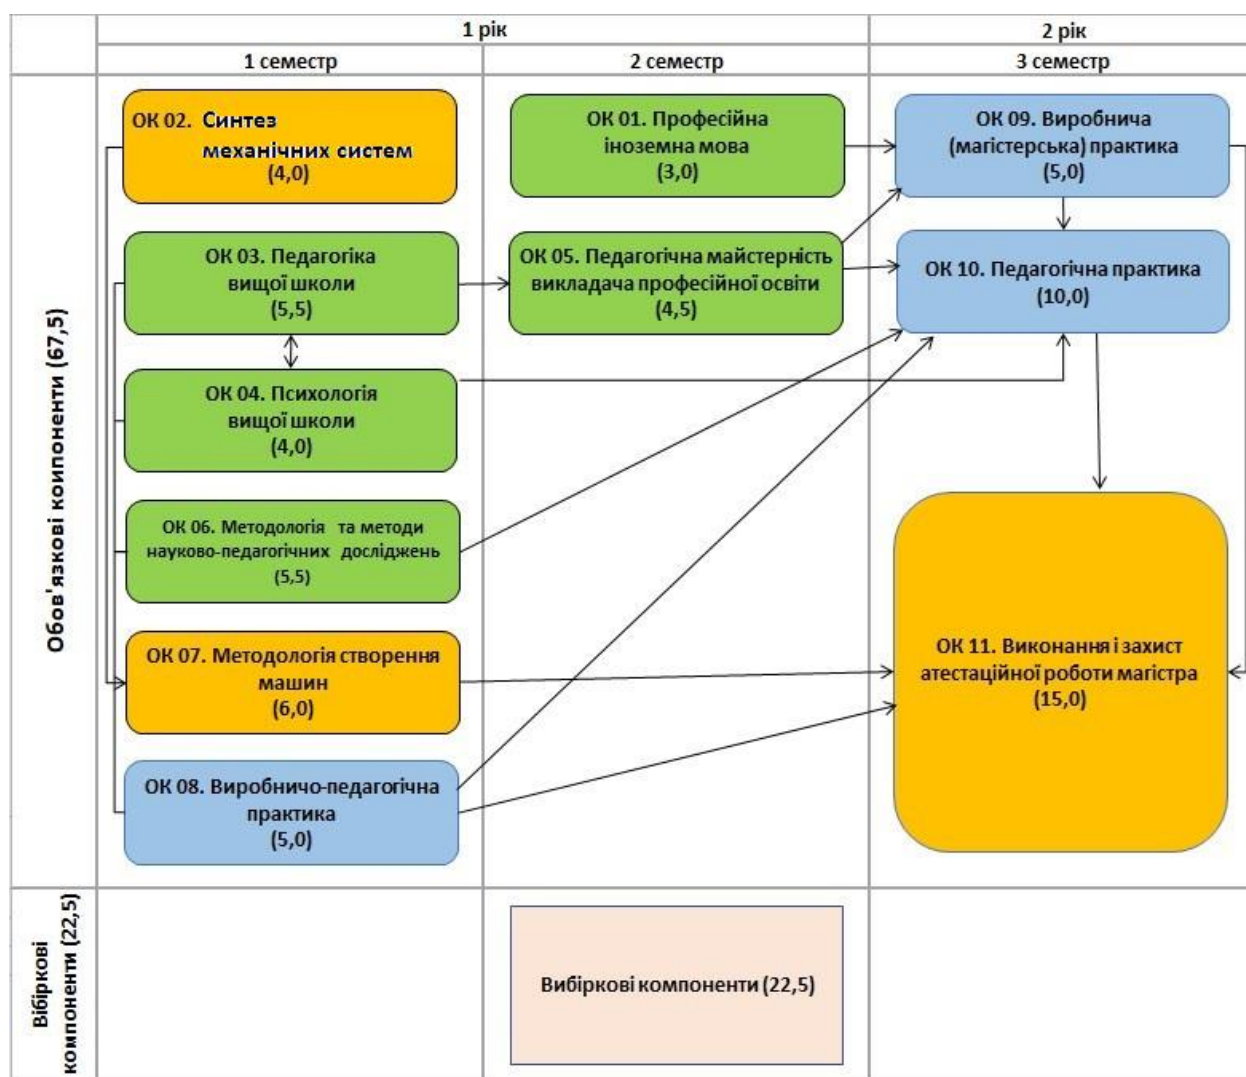 1 рік
2 рік
1 семестр
2 семестр
3 семестр
Обов'язкові коипоненти (67,5)
ОК 02. Синтез
механічних систем
(4,0)
ОК 03. Педагогіка
вищої школи
(5,5)
ОК 04. Психологія
вищої школи
(4,0)
ОК 06. Методологія та методи
науково-педагогічних досліджень
(5,5)
ОК 07. Методологія створення
машин
(6,0)
ОК 08. Виробничо-педагогічна
практика
(5,0)
ОК 01. Професійна
іноземна мова
(3,0)
ОК 05. Педагогічна майстерність
викладача професійної освіти
(4,5)
ОК 09. Виробнича
(магістерська) практика
(5,0)
ОК 10. Педагогічна практика
(10,0)
ОК 11. Виконання і захист
атестаційної роботи магістра
(15,0)
Вібіркові
компоненти (22,5)
Вибіркові компоненти (22,5)